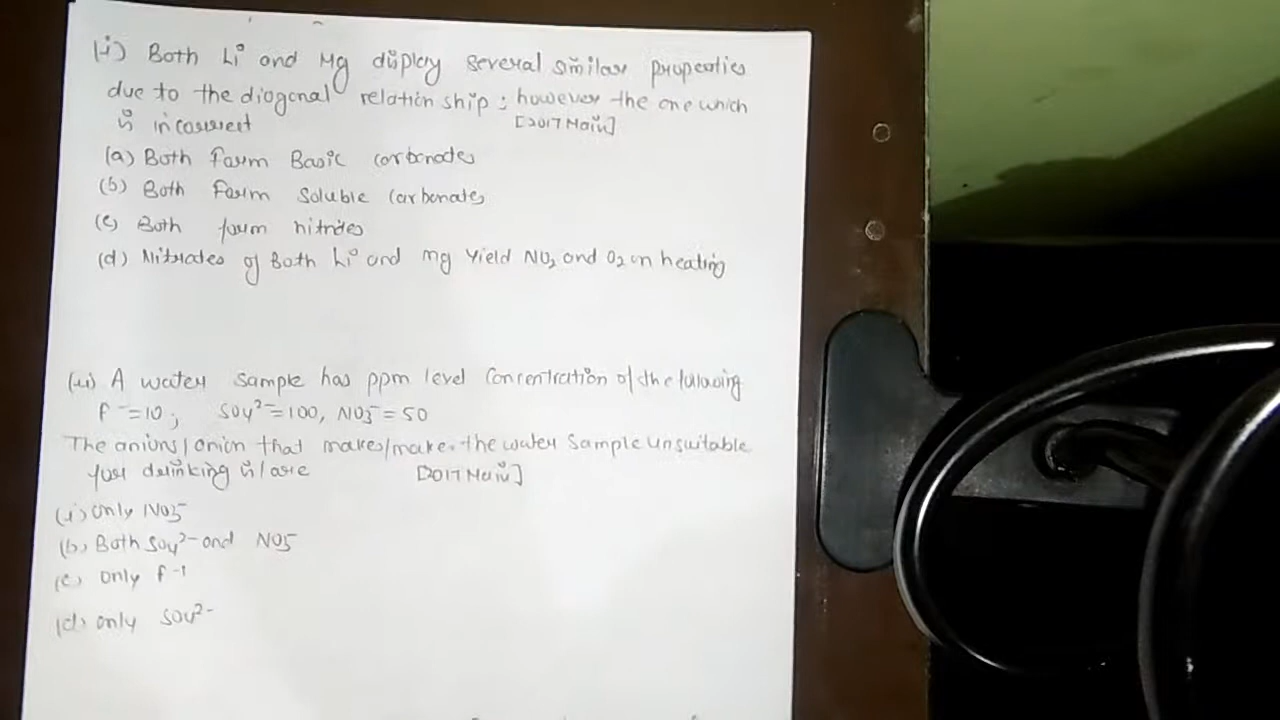 (i) Both Li and Mg display several similar properties
due to the diagonal relation ship; however the one which
is incorrect [2017 Main]
(a) Both form Basic carbonates
(b) Both form soluble carbonates
(c) Both form nitrides
(d) Nitrates of Both Li and mg yield NO₂ and O₂ on heating
(ii) A water sample has ppm level concentration of the following
F⁻=10; SO₄²⁻=100, NO₃⁻=50
The anions/anion that makes/make the water sample unsuitable
for drinking is/are [2017 Main]
(i) only NO₃⁻
(b) Both SO₄²⁻ and NO₃⁻
(c) only F⁻¹
(d) only SO₄²⁻